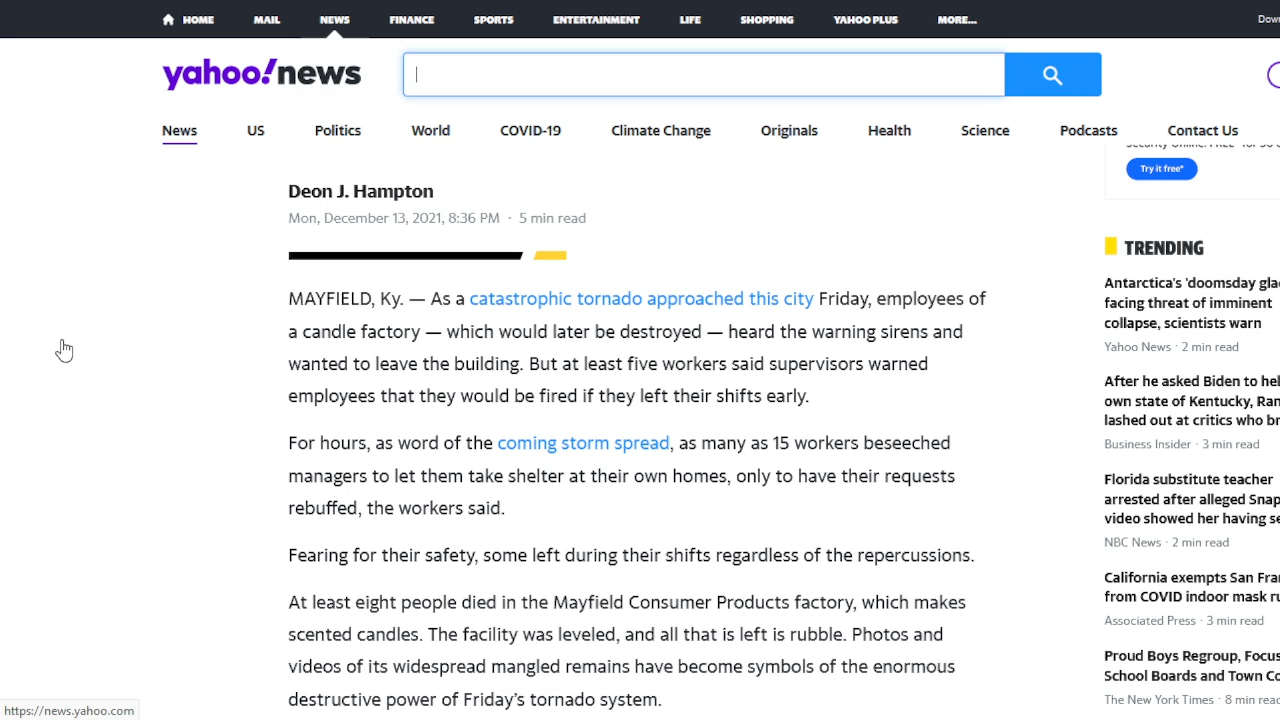 HOME MAIL NEWS FINANCE SPORTS ENTERTAINMENT LIFE SHOPPING YAHOO PLUS MORE...
yahoo!news
News US Politics World COVID-19 Climate Change Originals Health Science Podcasts Contact Us
Deon J. Hampton
Mon, December 13, 2021, 8:36 PM · 5 min read
MAYFIELD, Ky. — As a catastrophic tornado approached this city Friday, employees of
a candle factory — which would later be destroyed — heard the warning sirens and
wanted to leave the building. But at least five workers said supervisors warned
employees that they would be fired if they left their shifts early.
For hours, as word of the coming storm spread, as many as 15 workers beseeched
managers to let them take shelter at their own homes, only to have their requests
rebuffed, the workers said.
Fearing for their safety, some left during their shifts regardless of the repercussions.
At least eight people died in the Mayfield Consumer Products factory, which makes
scented candles. The facility was leveled, and all that is left is rubble. Photos and
videos of its widespread mangled remains have become symbols of the enormous
destructive power of Friday's tornado system.
Try it free*
TRENDING
Antarctica's 'doomsday
facing threat of imminent
collapse, scientists warn
Yahoo News · 2 min read
After he asked Biden to
own state of Kentucky,
lashed out at critics who
Business Insider · 3 min read
Florida substitute teacher
arrested after alleged
video showed her having
NBC News · 2 min read
California exempts San
from COVID indoor mask
Associated Press · 3 min read
Proud Boys Regroup,
School Boards and Town
The New York Times · 8 min
https://news.yahoo.com